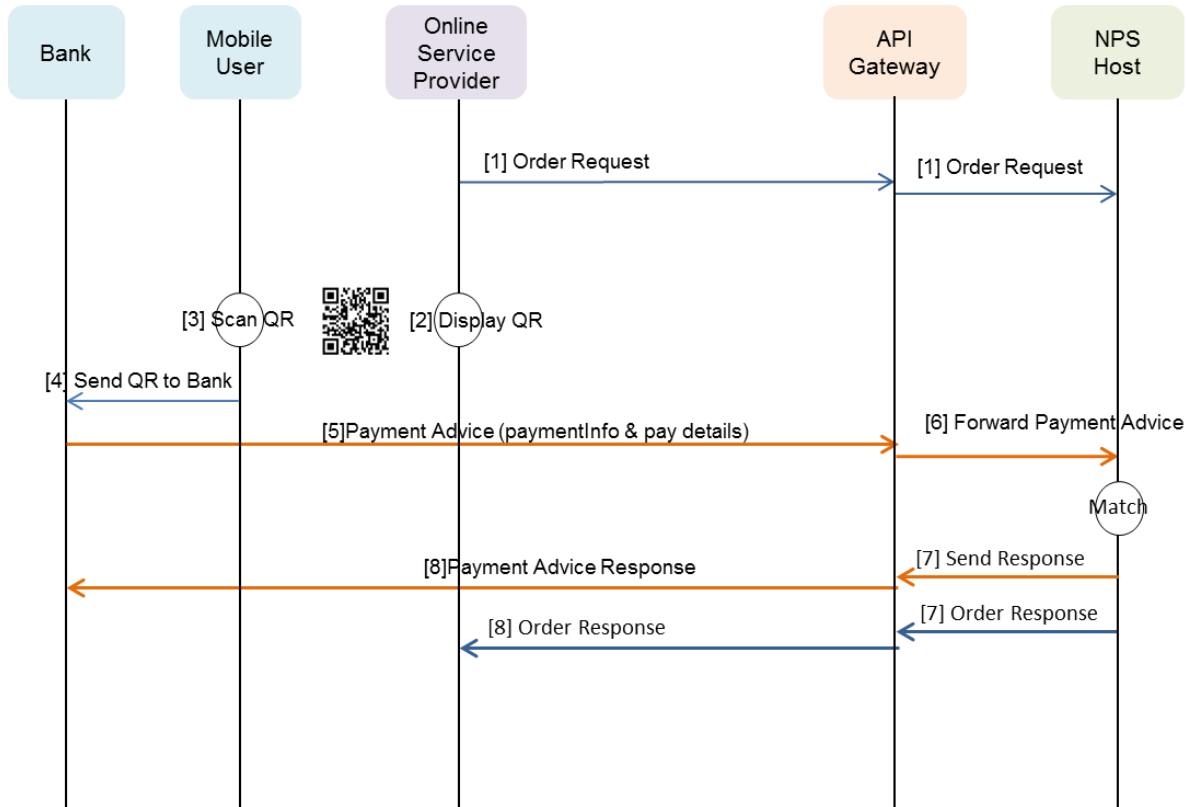 Bank
Mobile
User
Online
Service
Provider
API
Gateway
NPS
Host
[1] Order Request
[1] Order Request
[3] Scan QR
[2] Display QR
[4] Send QR to Bank
[5]Payment Advice (paymentInfo & pay details)
[6] Forward Payment Advice
Match
[7] Send Response
[8]Payment Advice Response
[7] Order Response
[8] Order Response